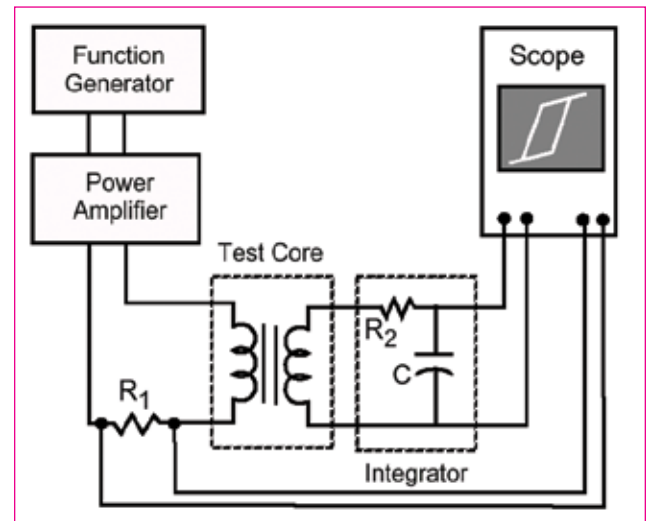 Function
Generator
Scope
Power
Amplifier
Test Core
R2
C
R1
Integrator